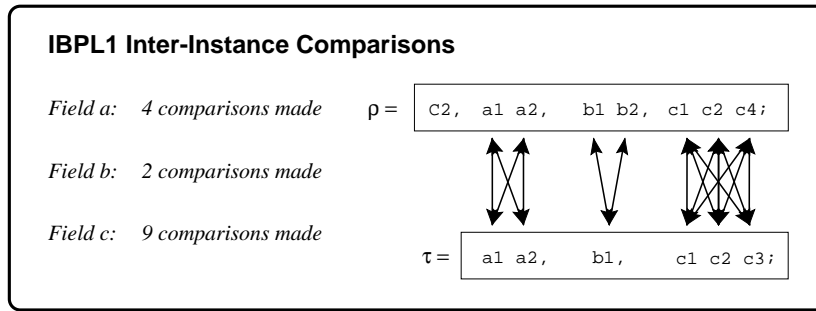 IBPL1 Inter-Instance Comparisons
Field a: 4 comparisons made
ρ = C2, a1 a2, b1 b2, c1 c2 c4;
Field b: 2 comparisons made
Field c: 9 comparisons made
τ = a1 a2, b1, c1 c2 c3;